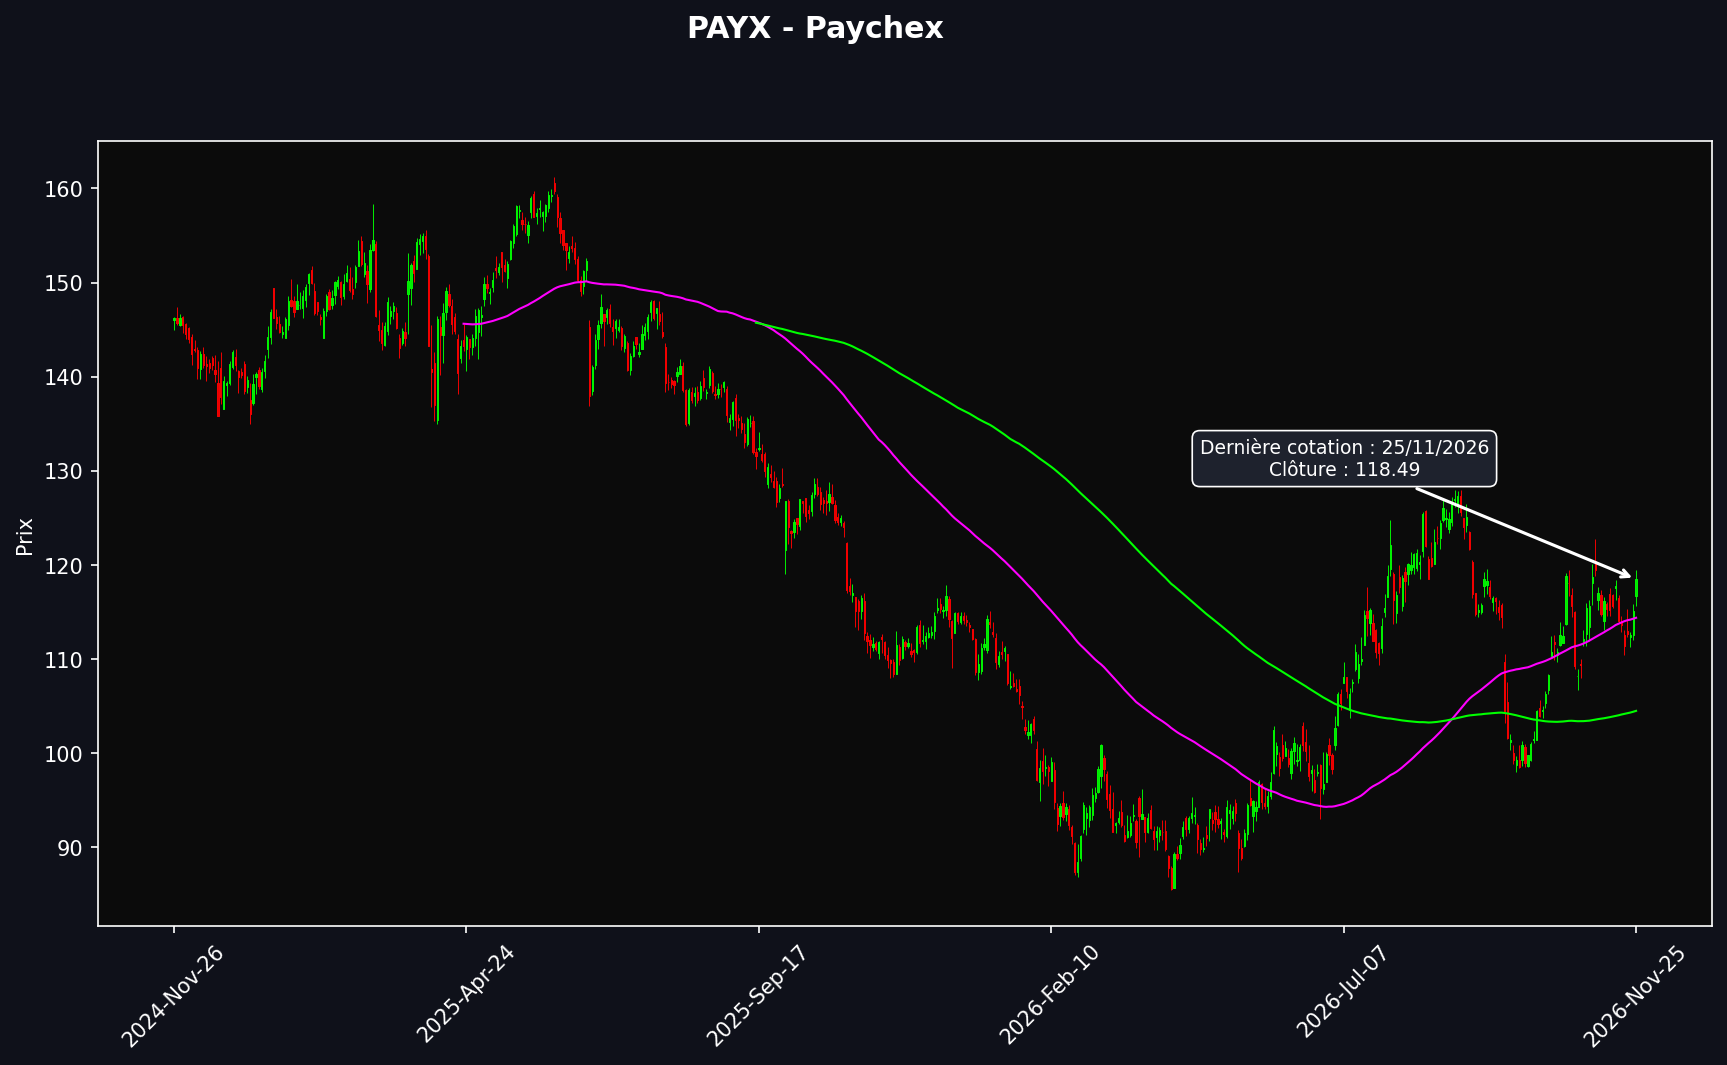 PAYX - Paychex
160
150
140
130
120
110
100
90
Prix
Dernière cotation : 25/11/2026
Clôture : 118.49
2024-Nov-26
2025-Apr-24
2025-Sep-17
2026-Feb-10
2026-Jul-07
2026-Nov-25